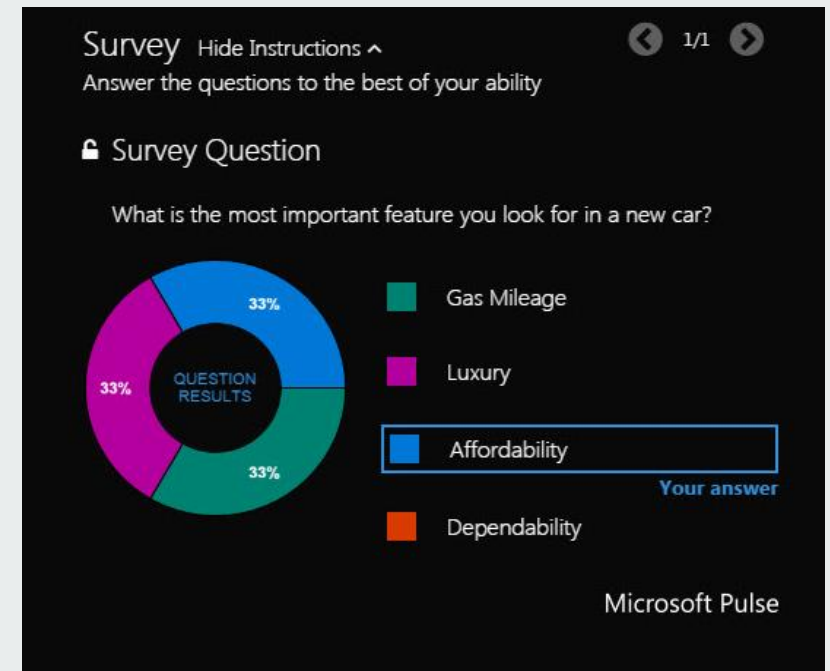 Survey Hide Instructions
1/1
Answer the questions to the best of your ability
Survey Question
What is the most important feature you look for in a new car?
33%
33%
33%
QUESTION
RESULTS
Gas Mileage
Luxury
Affordability
Your answer
Dependability
Microsoft Pulse